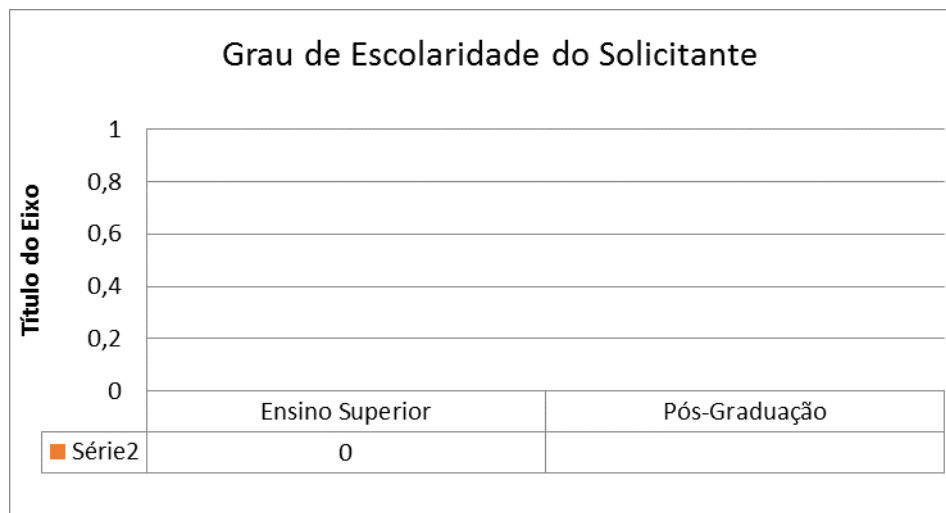 Grau de Escolaridade do Solicitante
Título do Eixo
1
0,8
0,6
0,4
0,2
0
Ensino Superior Pós-Graduação
Série2 0